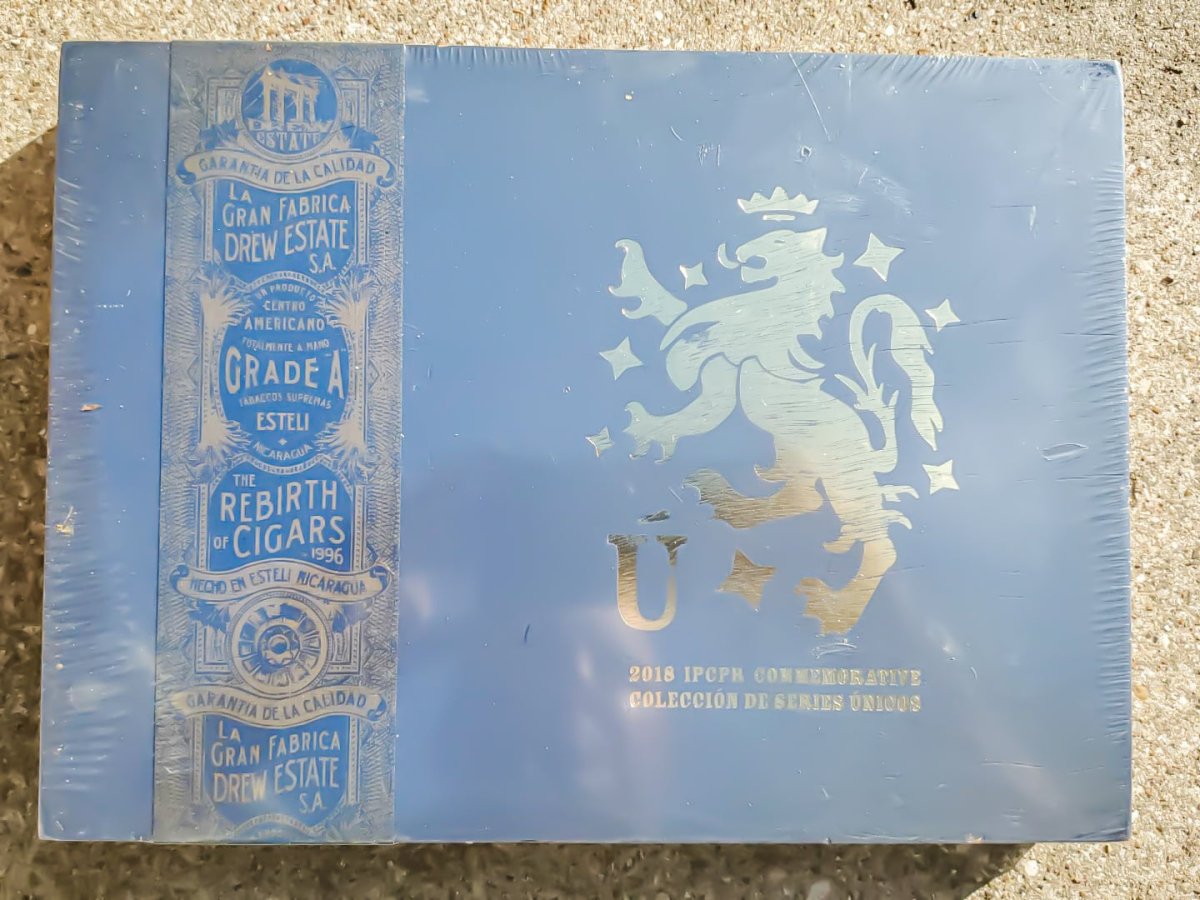 DREW
ESTATE
GARANTIA DE LA CALIDAD
LA
GRAN FABRICA
DREW ESTATE
S.A.
UN PRODUCTO
CENTRO
AMERICANO
TOTALMENTE A MANO
GRADE "A"
TABACOS SUPREMAS
ESTELI
NICARAGUA
THE
REBIRTH
OF CIGARS
1996
HECHO EN ESTELI NICARAGUA
GARANTIA DE LA CALIDAD
LA
GRAN FABRICA
DREW ESTATE
S.A.
Ú
2018 IPCPR COMMEMORATIVE
COLECCIÓN DE SERIES ÚNICOS